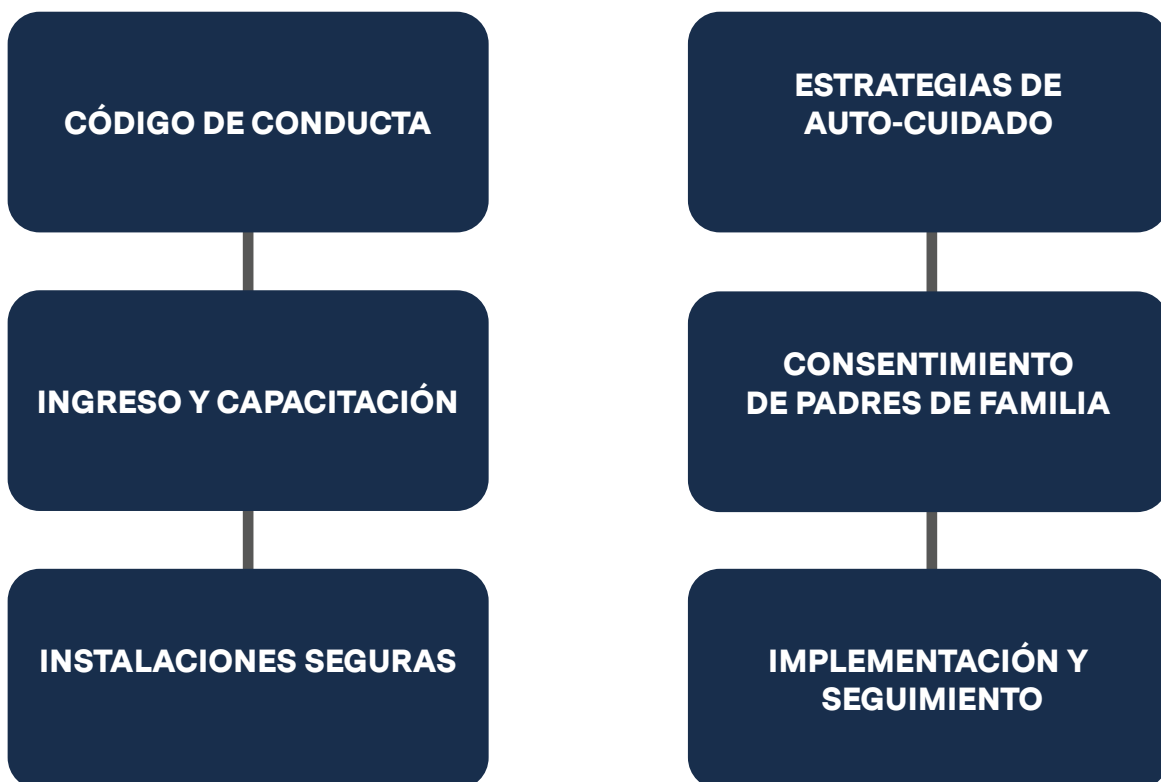 CÓDIGO DE CONDUCTA
INGRESO Y CAPACITACIÓN
INSTALACIONES SEGURAS
ESTRATEGIAS DE
AUTO-CUIDADO
CONSENTIMIENTO
DE PADRES DE FAMILIA
IMPLEMENTACIÓN Y
SEGUIMIENTO